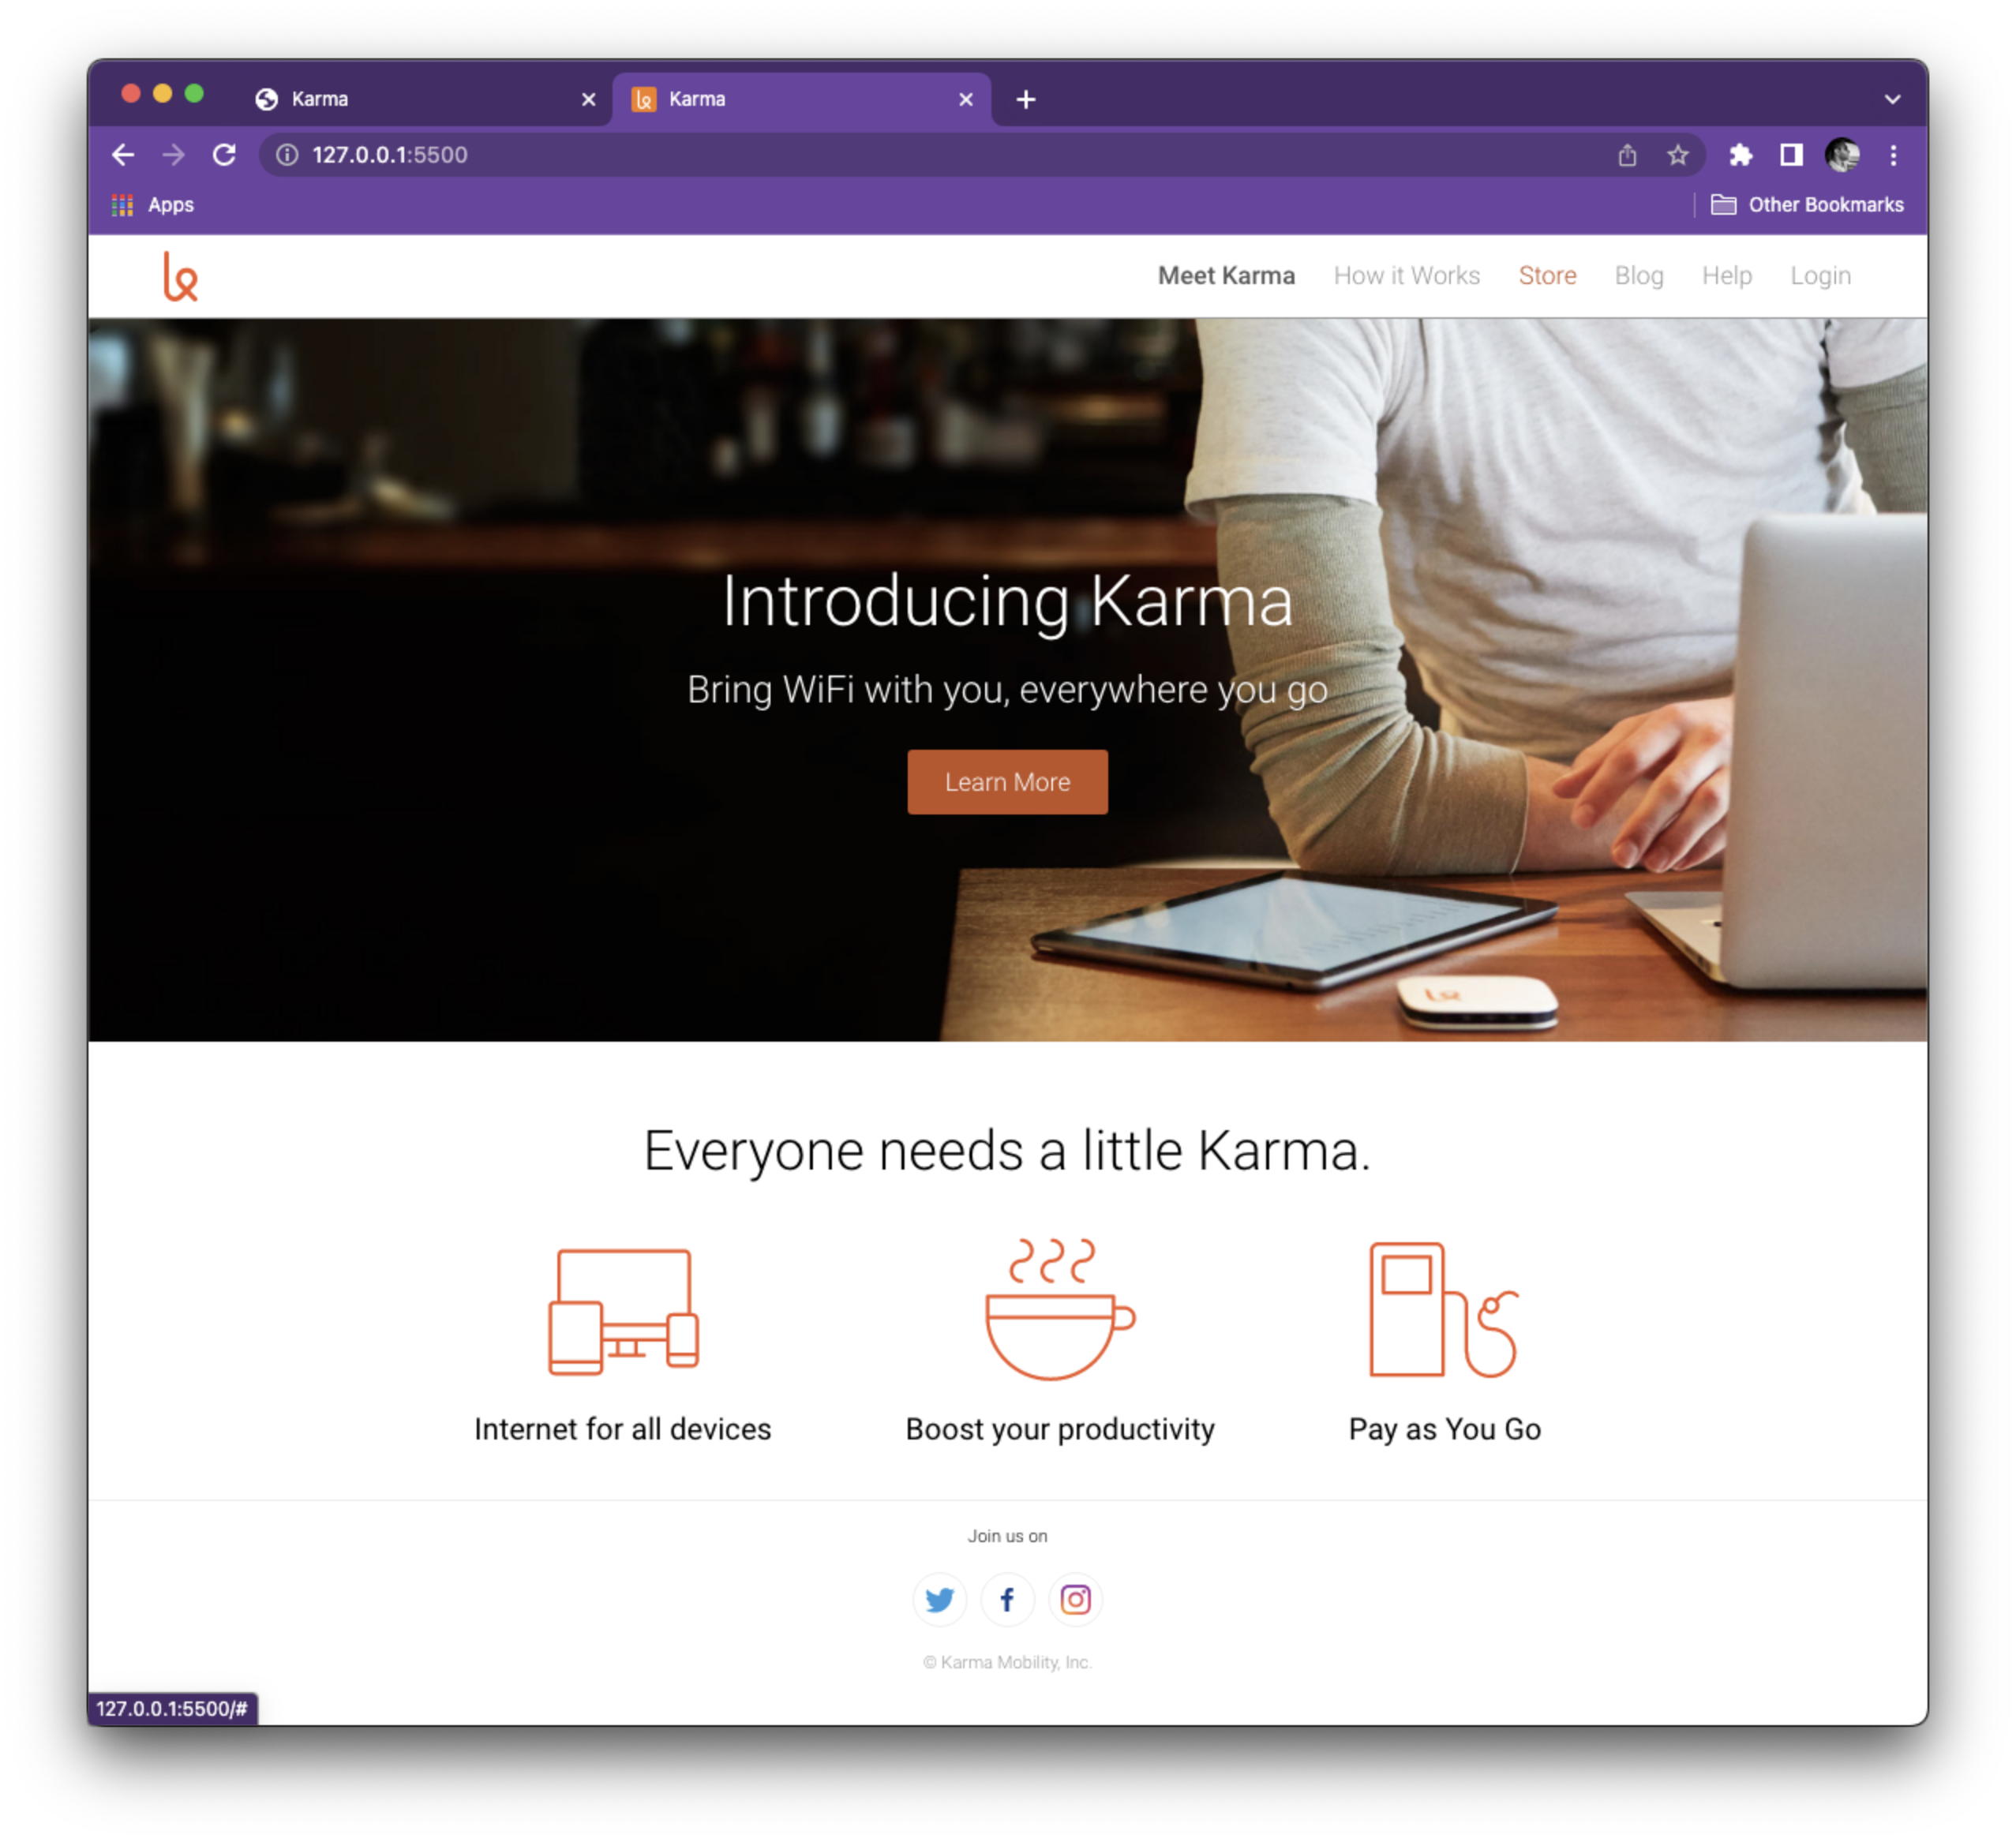 Karma
Karma
127.0.0.1:5500
Apps
Other Bookmarks
Meet Karma How it Works Store Blog Help Login
Introducing Karma
Bring WiFi with you, everywhere you go
Learn More
Everyone needs a little Karma.
Internet for all devices Boost your productivity Pay as You Go
Join us on
© Karma Mobility, Inc.
127.0.0.1:5500/#